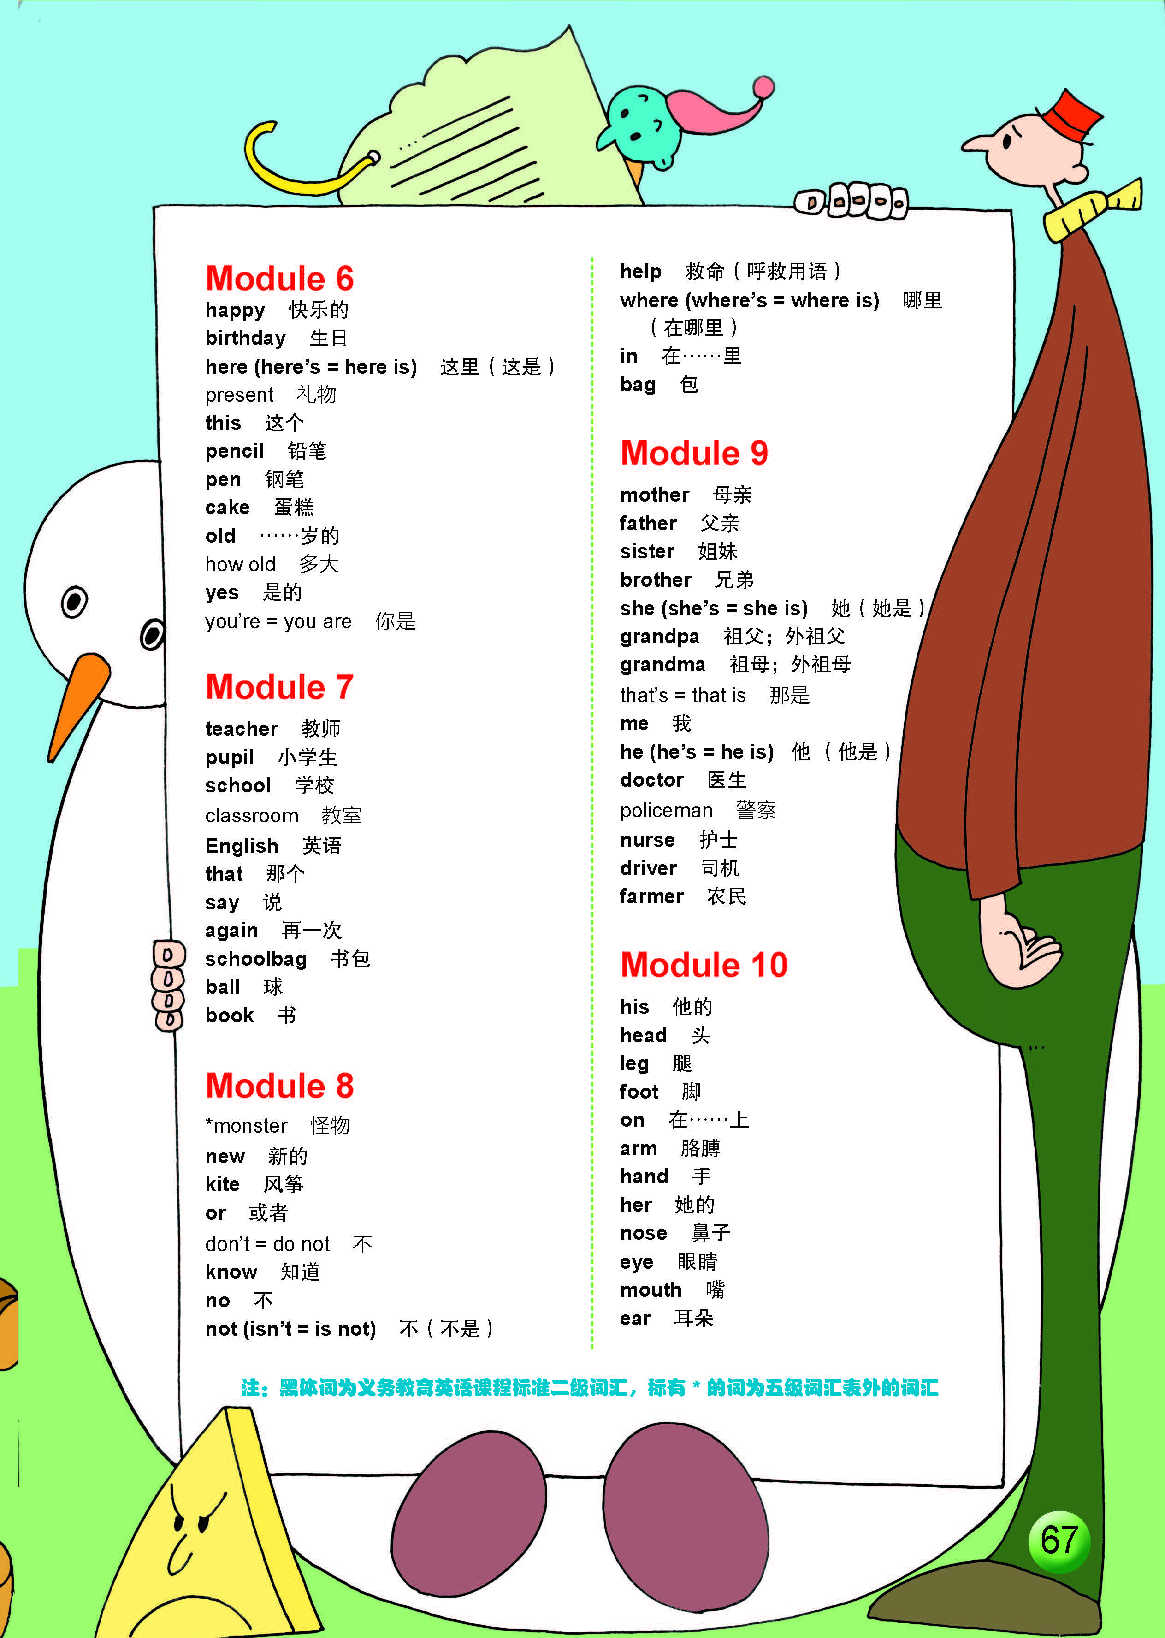 Module 6
happy 快乐的
birthday 生日
here (here’s = here is) 这里（这是）
present 礼物
this 这个
pencil 铅笔
pen 钢笔
cake 蛋糕
old ……岁的
how old 多大
yes 是的
you’re = you are 你是
Module 7
teacher 教师
pupil 小学生
school 学校
classroom 教室
English 英语
that 那个
say 说
again 再一次
schoolbag 书包
ball 球
book 书
Module 8
*monster 怪物
new 新的
kite 风筝
or 或者
don’t = do not 不
know 知道
no 不
not (isn’t = is not) 不（不是）
help 救命（呼救用语）
where (where’s = where is) 哪里
（在哪里）
in 在……里
bag 包
Module 9
mother 母亲
father 父亲
sister 姐妹
brother 兄弟
she (she’s = she is) 她（她是）
grandpa 祖父；外祖父
grandma 祖母；外祖母
that’s = that is 那是
me 我
he (he’s = he is) 他（他是）
doctor 医生
policeman 警察
nurse 护士
driver 司机
farmer 农民
Module 10
his 他的
head 头
leg 腿
foot 脚
on 在……上
arm 胳膊
hand 手
her 她的
nose 鼻子
eye 眼睛
mouth 嘴
ear 耳朵
注：黑体词为义务教育英语课程标准二级词汇，标有 * 的词为五级词汇表外的词汇
67